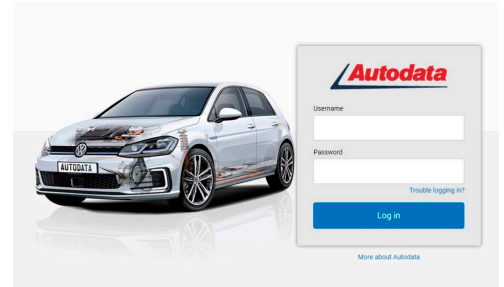 Autodata
Username
Password
Trouble logging in?
Log in
More about Autodata
AUTODATA